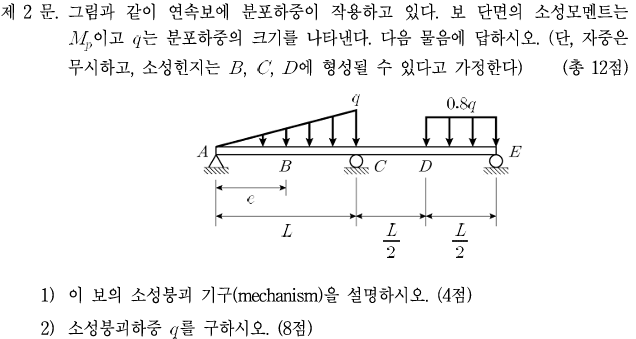 제 2 문. 그림과 같이 연속보에 분포하중이 작용하고 있다. 보 단면의 소성모멘트는
M_p이고 q는 분포하중의 크기를 나타낸다. 다음 물음에 답하시오. (단, 자중은
무시하고, 소성힌지는 B, C, D에 형성될 수 있다고 가정한다) (총 12점)
q
0.8q
A
B
C
D
E
e
L
L/2
L/2
1) 이 보의 소성붕괴 기구(mechanism)을 설명하시오. (4점)
2) 소성붕괴하중 q를 구하시오. (8점)